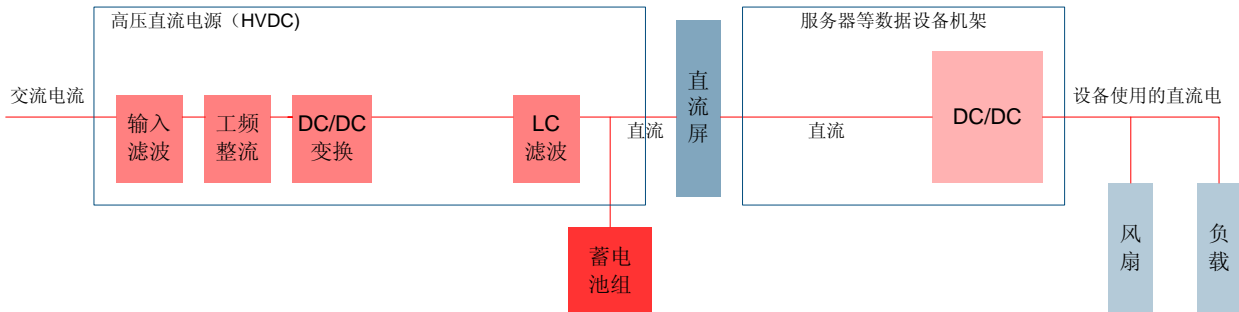 高压直流电源（HVDC)
服务器等数据设备机架
交流电流
输入
滤波
工频
整流
DC/DC
变换
LC
滤波
直流
直
流
屏
直流
DC/DC
设备使用的直流电
蓄电
池组
风
扇
负
载